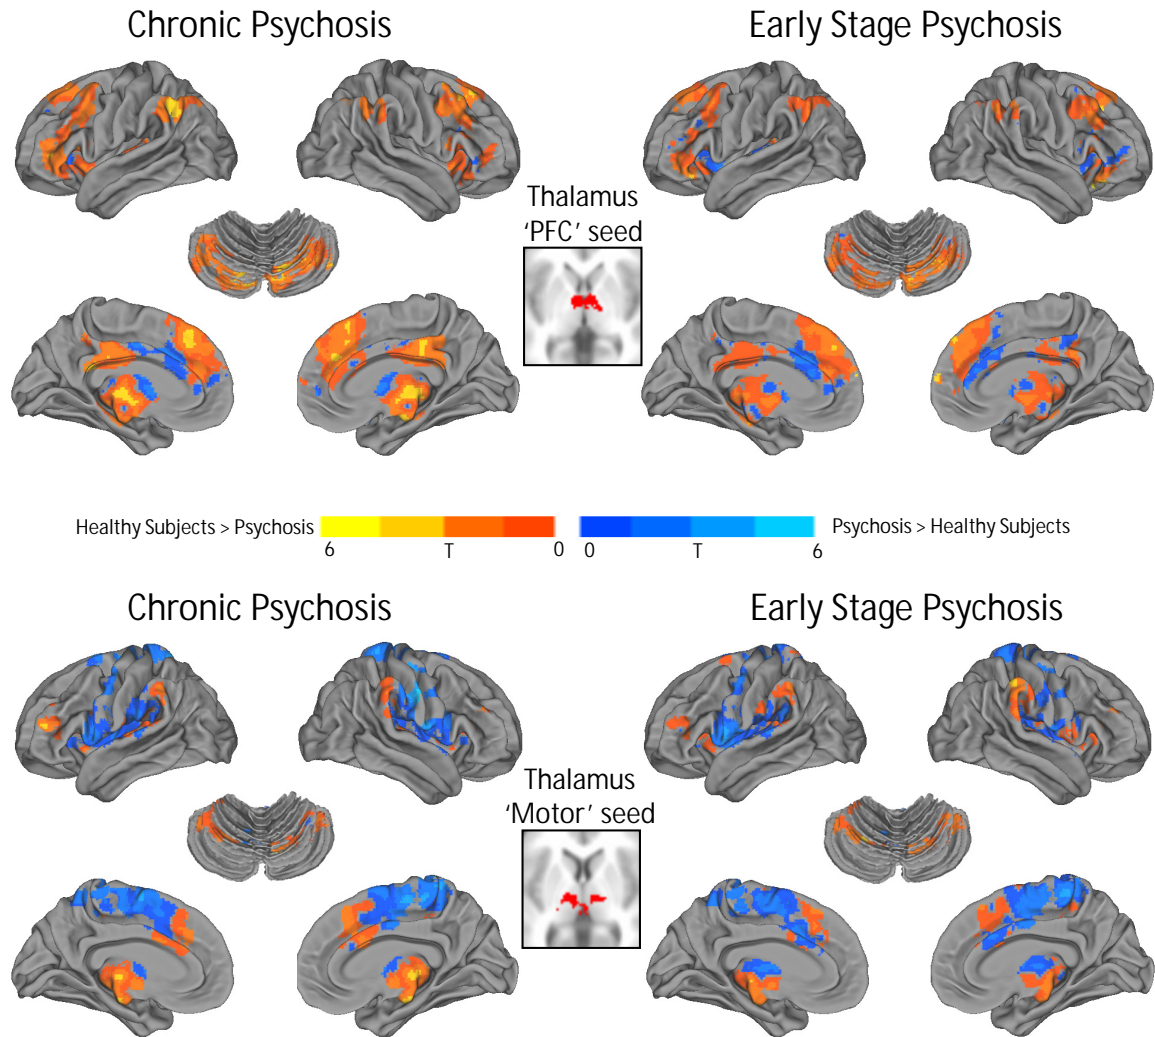 Chronic Psychosis
Early Stage Psychosis
Thalamus
‘PFC’ seed
Healthy Subjects > Psychosis
6
T
0
0
T
6
Psychosis > Healthy Subjects
Chronic Psychosis
Early Stage Psychosis
Thalamus
‘Motor’ seed